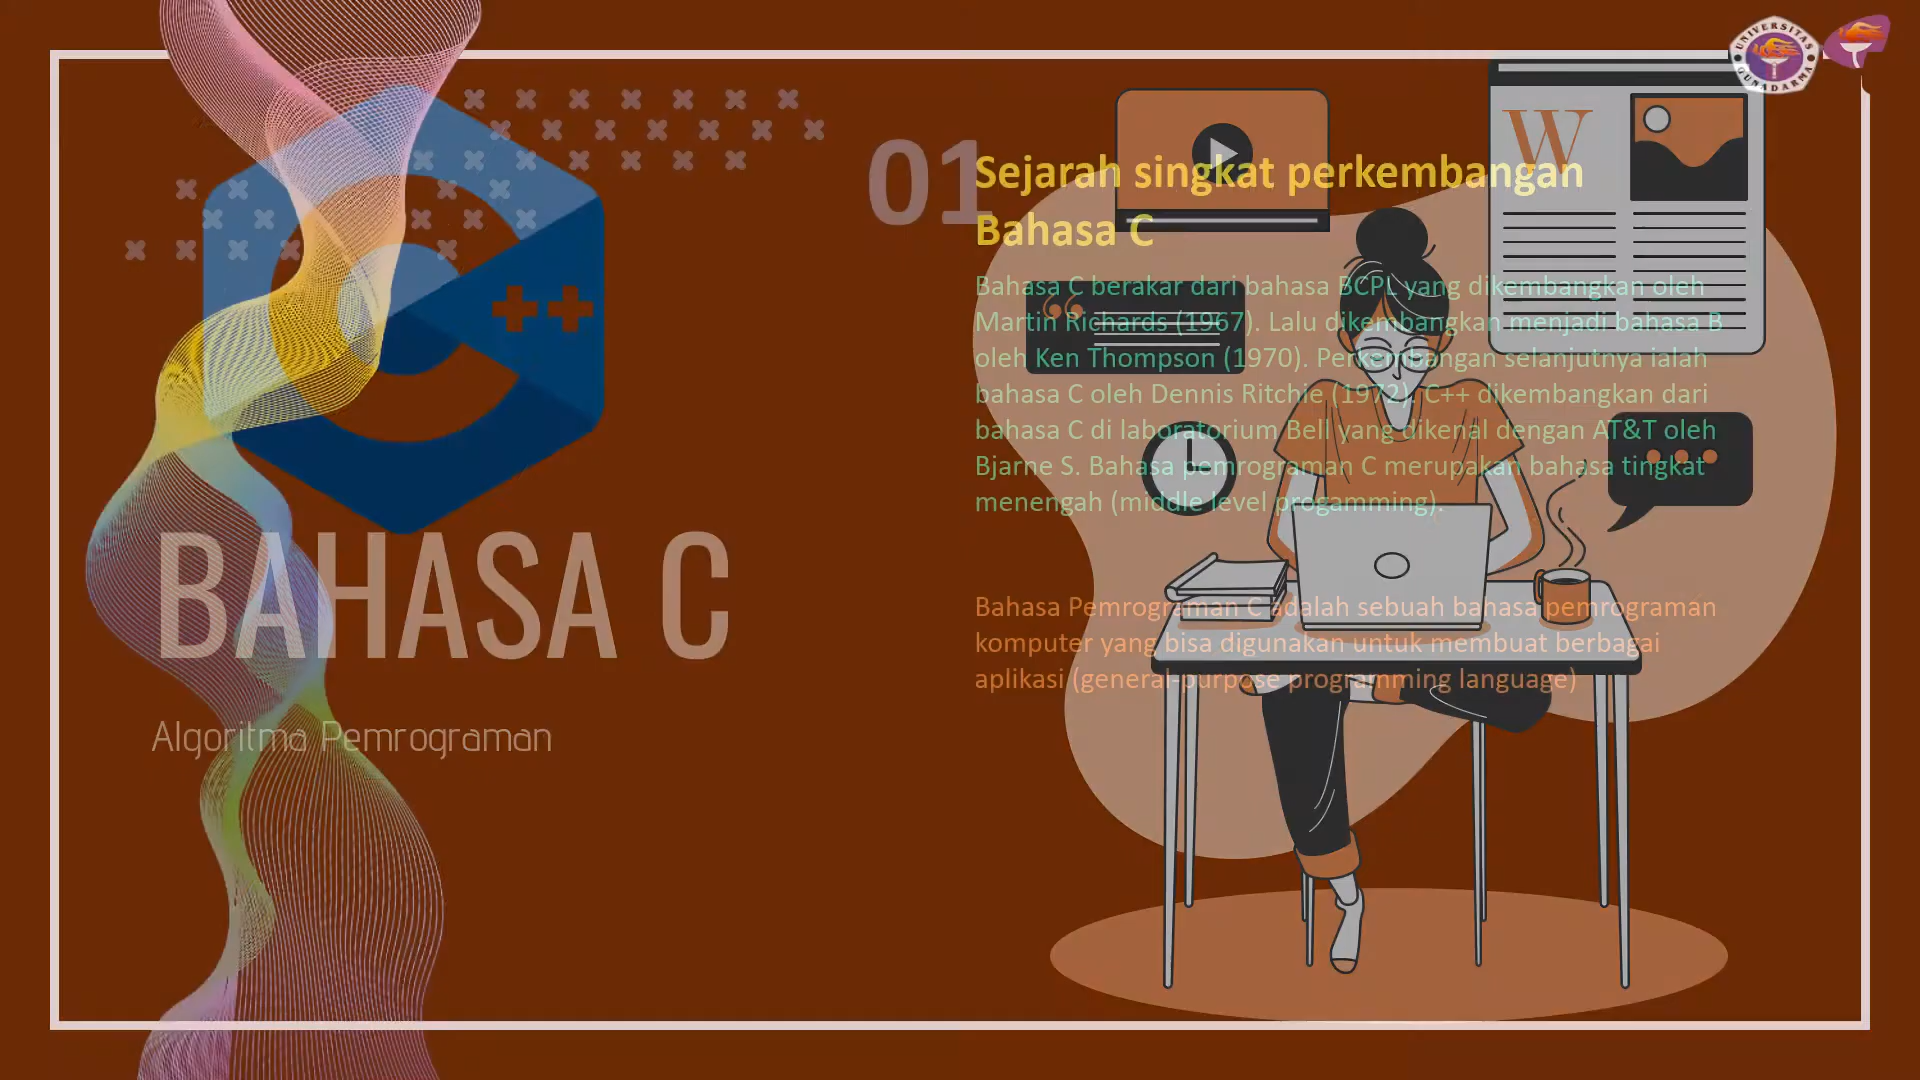 UNIVERSITAS GUNADARMA
W
++
01
Sejarah singkat perkembangan
Bahasa C
Bahasa C berakar dari bahasa BCPL yang dikembangkan oleh
Martin Richards (1967). Lalu dikembangkan menjadi bahasa B
oleh Ken Thompson (1970). Perkembangan selanjutnya ialah
bahasa C oleh Dennis Ritchie (1972). C++ dikembangkan dari
bahasa C di laboratorium Bell yang dikenal dengan AT&T oleh
Bjarne S. Bahasa pemrograman C merupakan bahasa tingkat
menengah (middle level progamming).
Bahasa Pemrograman C adalah sebuah bahasa pemrograman
komputer yang bisa digunakan untuk membuat berbagai
aplikasi (general-purpose programming language)
BAHASA C
Algoritma Pemrograman